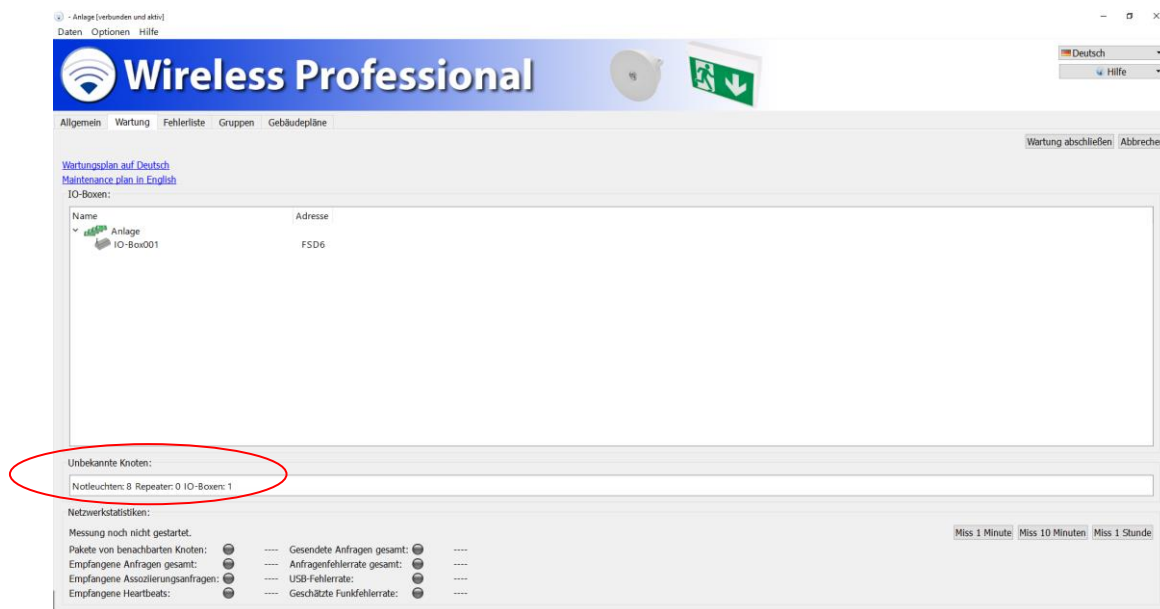 - Anlage [verbunden und aktiv]
Daten Optionen Hilfe
Wireless Professional
Deutsch
Hilfe
Allgemein Wartung Fehlerliste Gruppen Gebäudepläne
Wartung abschließen Abbreche
Wartungsplan auf Deutsch
Maintenance plan in English
IO-Boxen:
Name Adresse
Anlage
IO-Box001 FSD6
Unbekannte Knoten:
Notleuchten: 8 Repeater: 0 IO-Boxen: 1
Netzwerkstatistiken:
Messung noch nicht gestartet. Miss 1 Minute Miss 10 Minuten Miss 1 Stunde
Pakete von benachbarten Knoten: ---- Gesendete Anfragen gesamt: ----
Empfangene Anfragen gesamt: ---- Anfragenfehlerrate gesamt: ----
Empfangene Assoziierungsanfragen: ---- USB-Fehlerrate: ----
Empfangene Heartbeats: ---- Geschätzte Funkfehlerrate: ----